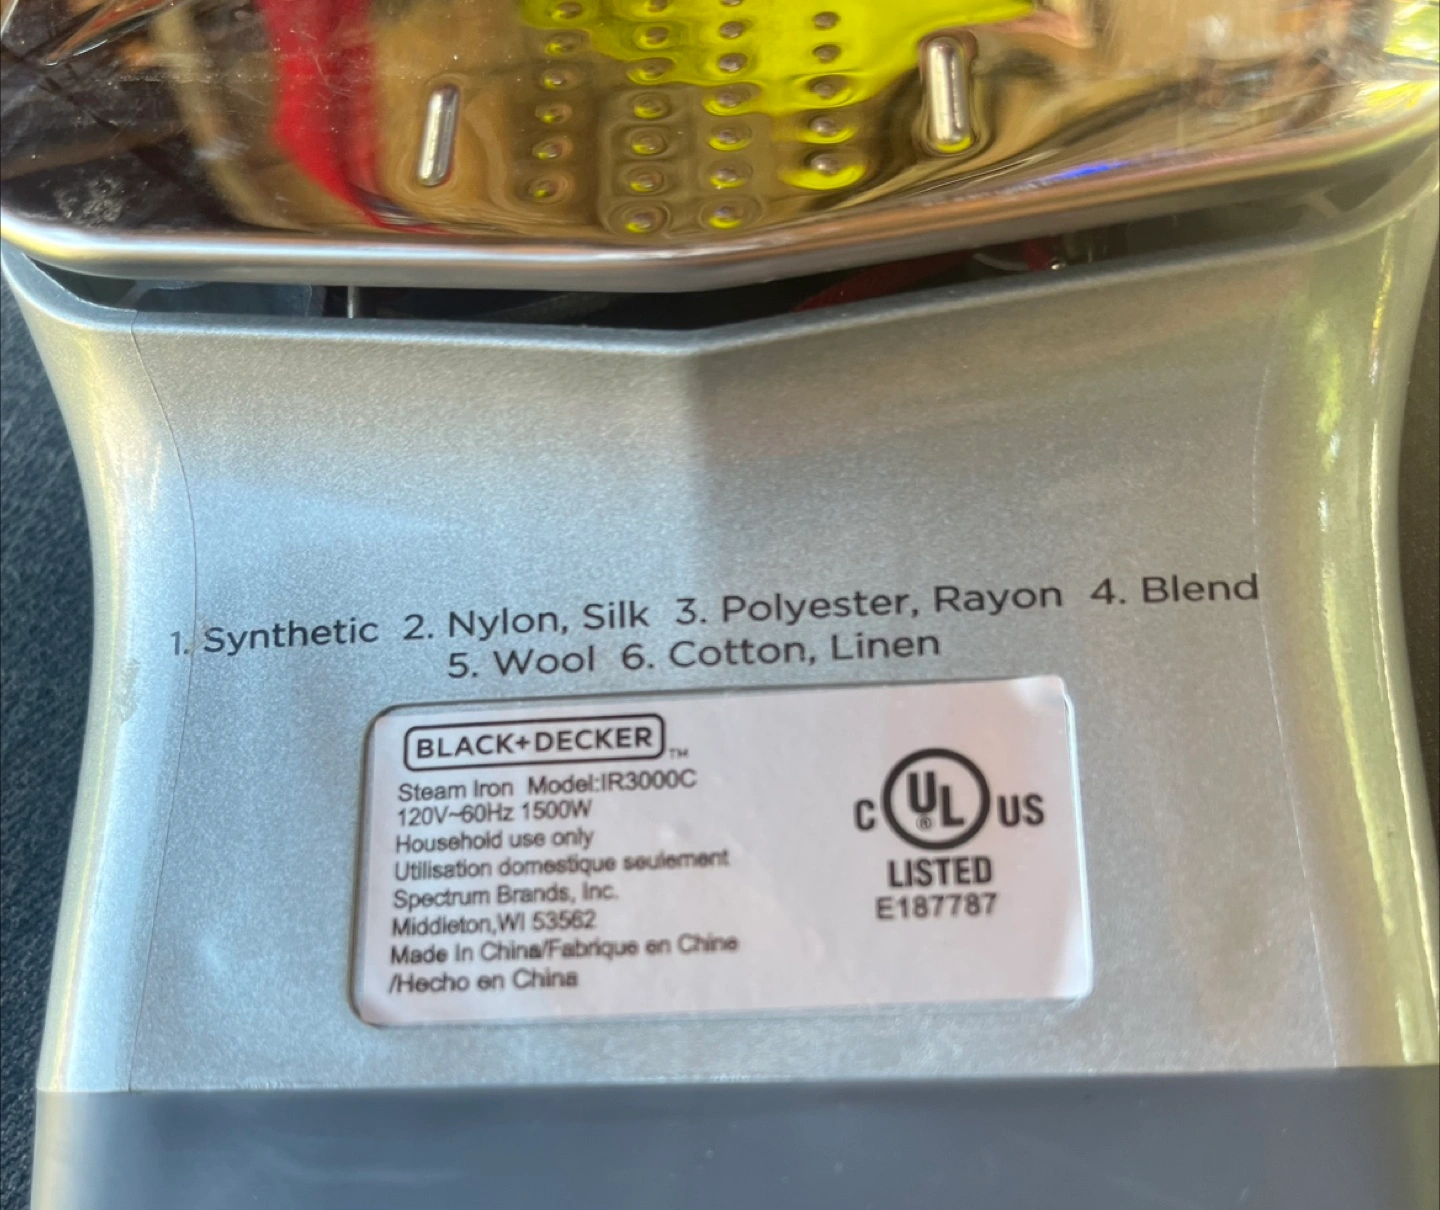 1. Synthetic 2. Nylon, Silk 3. Polyester, Rayon 4. Blend
5. Wool 6. Cotton, Linen
BLACK+DECKER TM
Steam Iron Model:IR3000C
120V~60Hz 1500W
Household use only
Utilisation domestique seulement
Spectrum Brands, Inc.
Middleton,WI 53562
Made In China/Fabrique en Chine
/Hecho en China
C UL ® US
LISTED
E187787